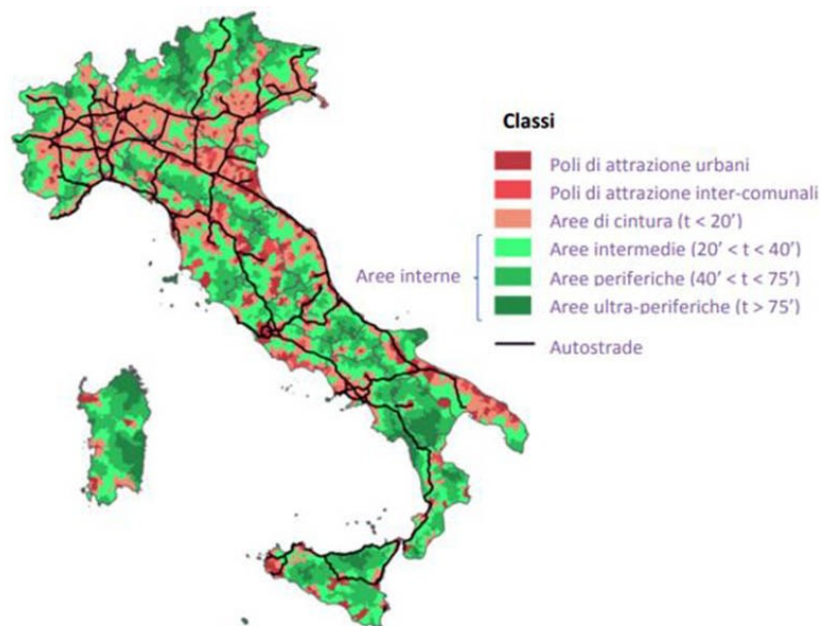 Classi
Poli di attrazione urbani
Poli di attrazione inter-comunali
Aree di cintura (t < 20’)
Aree intermedie (20’ < t < 40’)
Aree interne
Aree periferiche (40’ < t < 75’)
Aree ultra-periferiche (t > 75’)
Autostrade